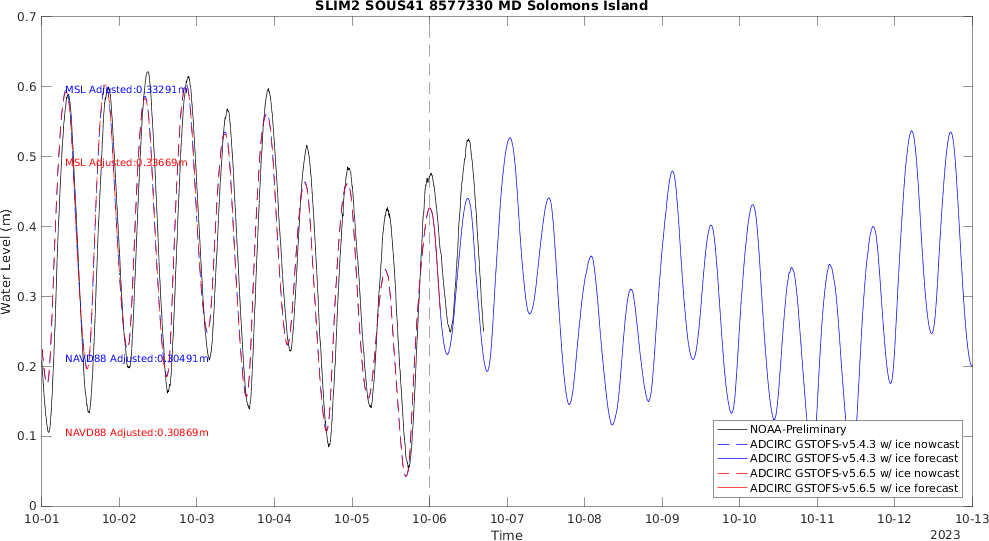 SLIM2 SOUS41 8577330 MD Solomons Island
0.7
0.6
0.5
0.4
0.3
0.2
0.1
0
Water Level (m)
MSL Adjusted:0.33291m
MSL Adjusted:0.33669m
NAVD88 Adjusted:0.30491m
NAVD88 Adjusted:0.30869m
NOAA-Preliminary
ADCIRC GSTOFS-v5.4.3 w/ ice nowcast
ADCIRC GSTOFS-v5.4.3 w/ ice forecast
ADCIRC GSTOFS-v5.6.5 w/ ice nowcast
ADCIRC GSTOFS-v5.6.5 w/ ice forecast
10-01 10-02 10-03 10-04 10-05 10-06 10-07 10-08 10-09 10-10 10-11 10-12 10-13
Time
2023